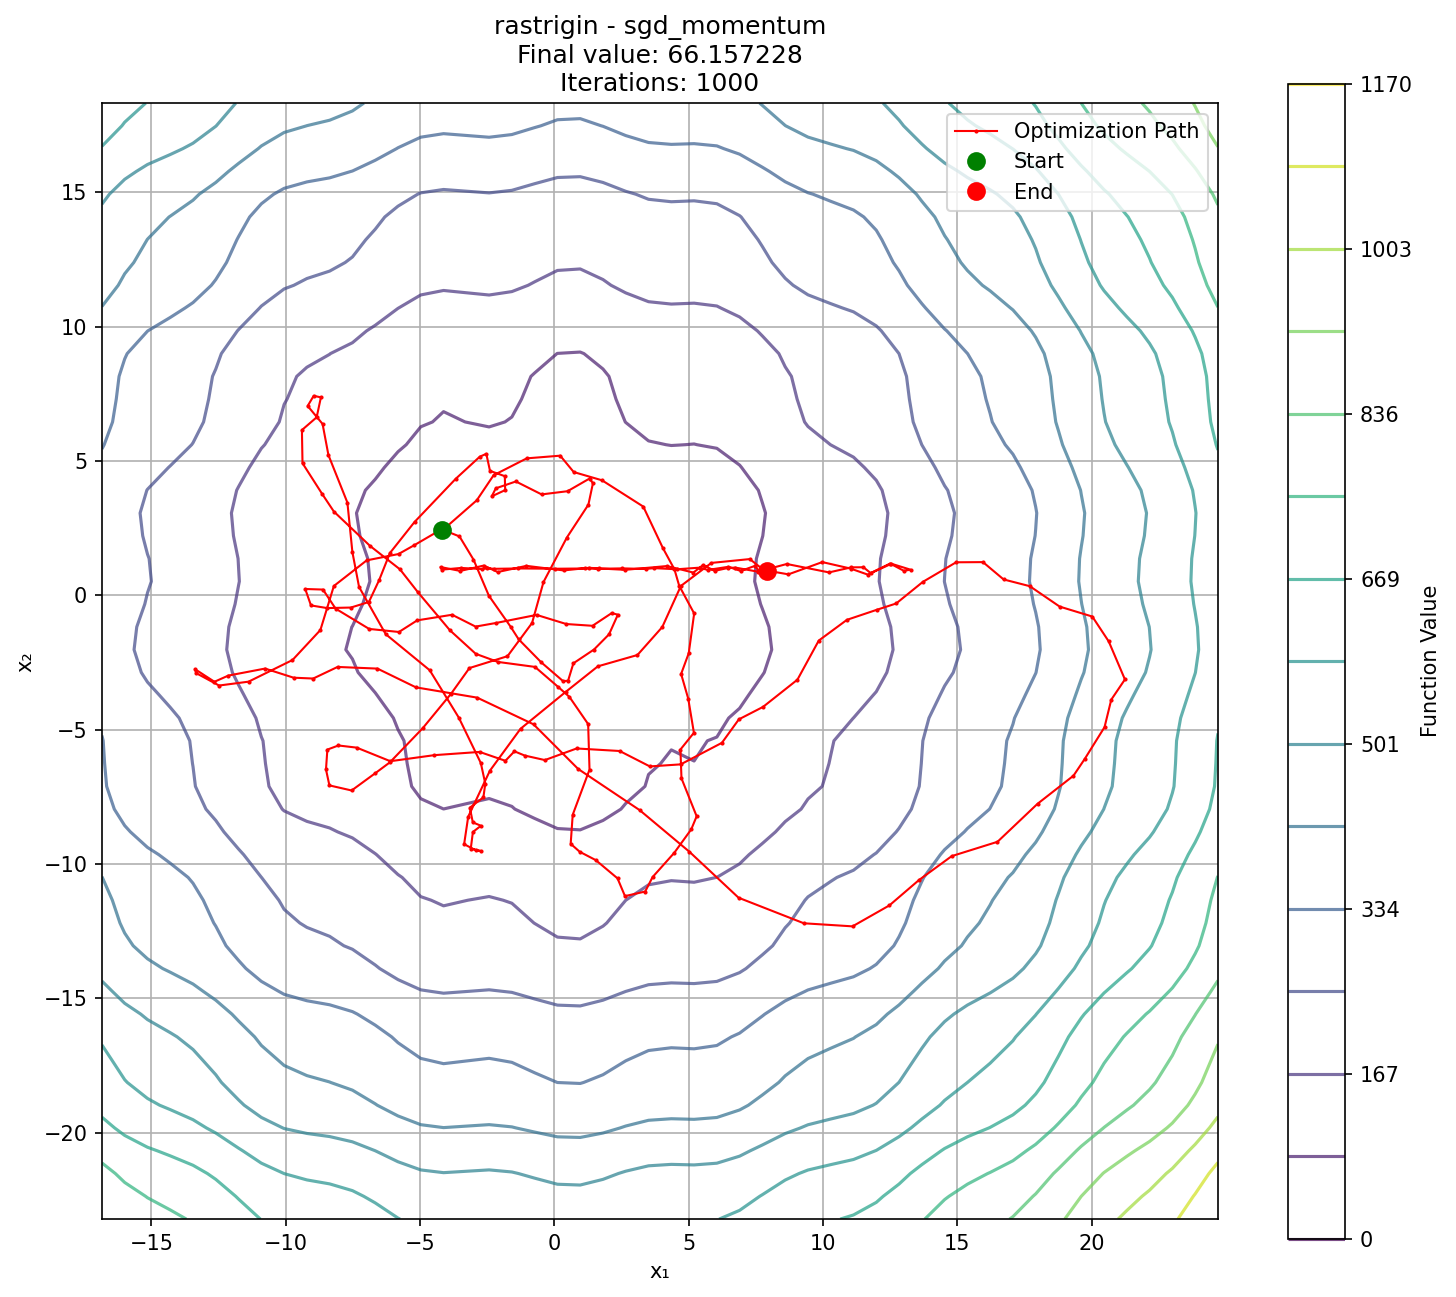 rastrigin - sgd_momentum
Final value: 66.157228
Iterations: 1000
Optimization Path
Start
End
15
10
5
0
−5
−10
−15
−20
x₂
−15
−10
−5
0
5
10
15
20
x₁
1170
1003
836
669
501
334
167
0
Function Value